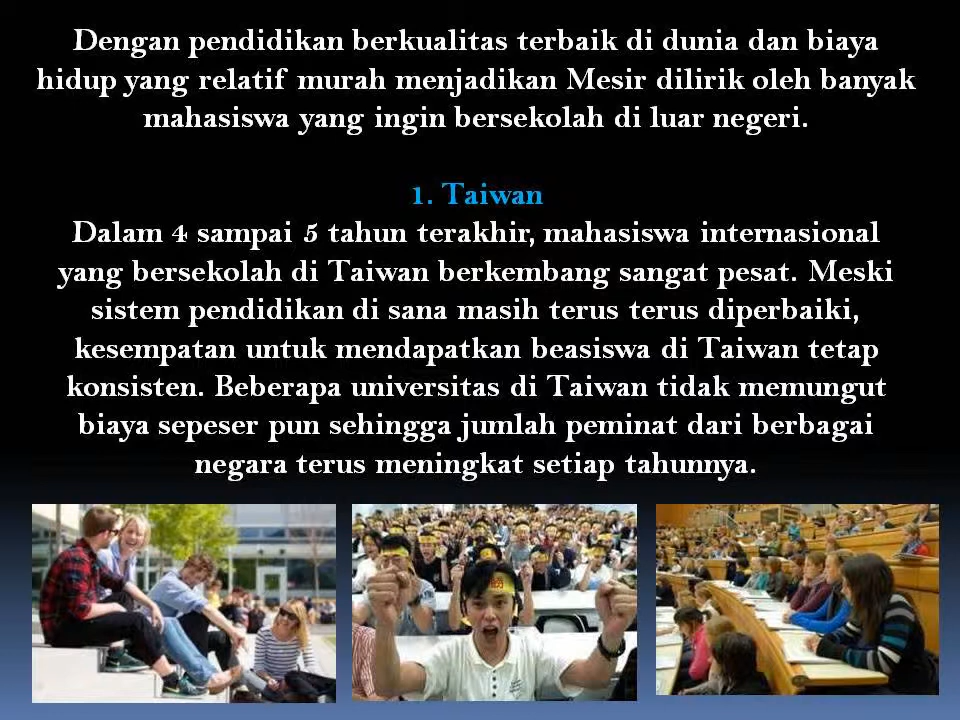 Dengan pendidikan berkualitas terbaik di dunia dan biaya
hidup yang relatif murah menjadikan Mesir dilirik oleh banyak
mahasiswa yang ingin bersekolah di luar negeri.
1. Taiwan
Dalam 4 sampai 5 tahun terakhir, mahasiswa internasional
yang bersekolah di Taiwan berkembang sangat pesat. Meski
sistem pendidikan di sana masih terus terus diperbaiki,
kesempatan untuk mendapatkan beasiswa di Taiwan tetap
konsisten. Beberapa universitas di Taiwan tidak memungut
biaya sepeser pun sehingga jumlah peminat dari berbagai
negara terus meningkat setiap tahunnya.
勝